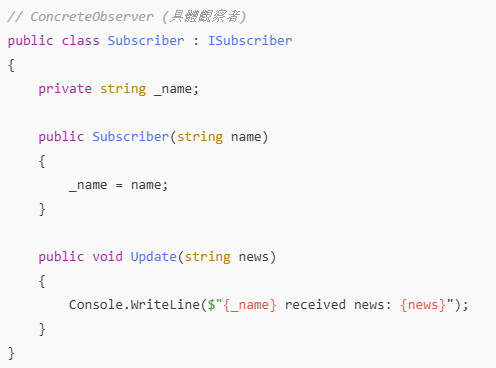 // ConcreteObserver (具體觀察者)
public class Subscriber : ISubscriber
{
    private string _name;

    public Subscriber(string name)
    {
        _name = name;
    }

    public void Update(string news)
    {
        Console.WriteLine($"{_name} received news: {news}");
    }
}